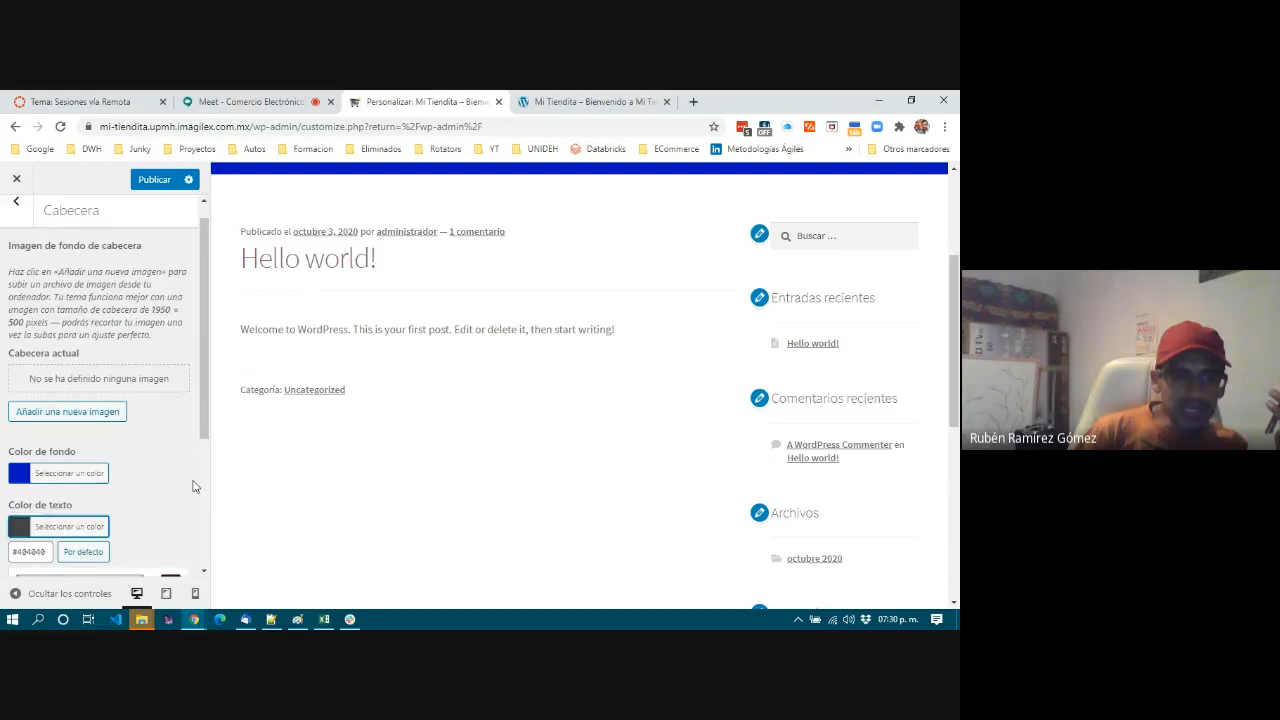 Tema: Sesiones vía Remota
Meet - Comercio Electrónic
Personalizar: Mi Tiendita – Bienve
Mi Tiendita – Bienvenido a Mi Ti
mi-tiendita.upmh.imagilex.com.mx/wp-admin/customize.php?return=%2Fwp-admin%2F
5
OFF
Google
DWH
Junky
Proyectos
Autos
Formacion
Eliminados
Rotators
YT
UNIDEH
Databricks
ECommerce
Metodologías Ágiles
»
Otros marcadores
Publicar
Cabecera
Imagen de fondo de cabecera
Haz clic en «Añadir una nueva imagen» para
subir un archivo de imagen desde tu
ordenador. Tu tema funciona mejor con una
imagen con tamaño de cabecera de 1950 ×
500 pixels — podrás recortar tu imagen una
vez la subas para un ajuste perfecto.
Cabecera actual
No se ha definido ninguna imagen
Añadir una nueva imagen
Color de fondo
Seleccionar un color
Color de texto
Seleccionar un color
#404040
Por defecto
Ocultar los controles
Publicado el octubre 3, 2020 por administrador — 1 comentario
Hello world!
Welcome to WordPress. This is your first post. Edit or delete it, then start writing!
Categoría: Uncategorized
Buscar …
Entradas recientes
Hello world!
Comentarios recientes
A WordPress Commenter en
Hello world!
Archivos
octubre 2020
07:30 p. m.
Rubén Ramírez Gómez